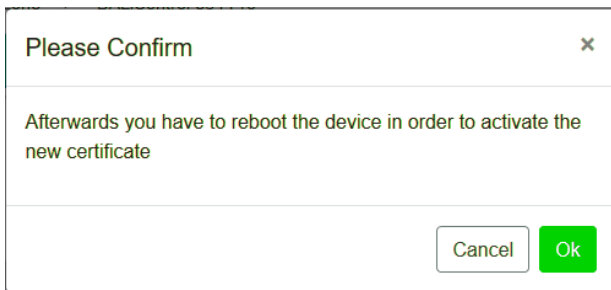 Please Confirm
×
Afterwards you have to reboot the device in order to activate the
new certificate
Cancel
Ok